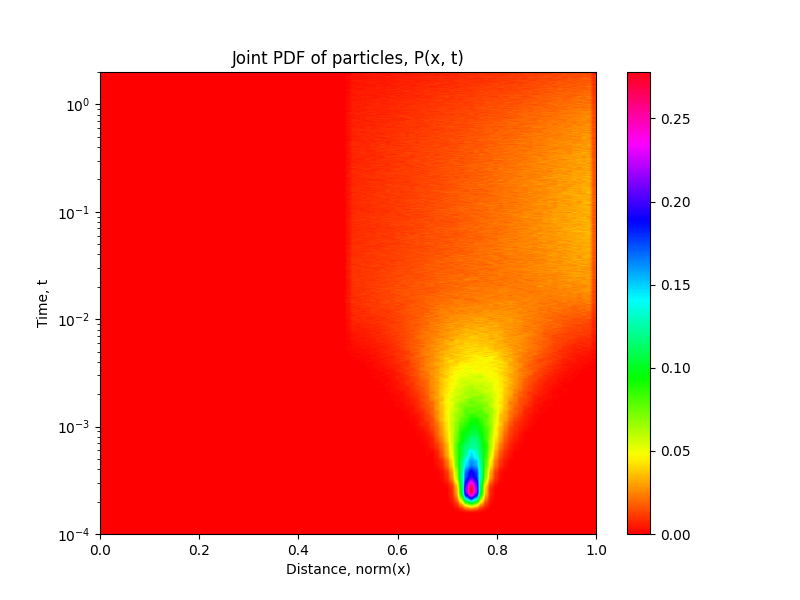 Joint PDF of particles, P(x, t)
Time, t
10⁰
10⁻¹
10⁻²
10⁻³
10⁻⁴
0.0 0.2 0.4 0.6 0.8 1.0
Distance, norm(x)
0.25
0.20
0.15
0.10
0.05
0.00